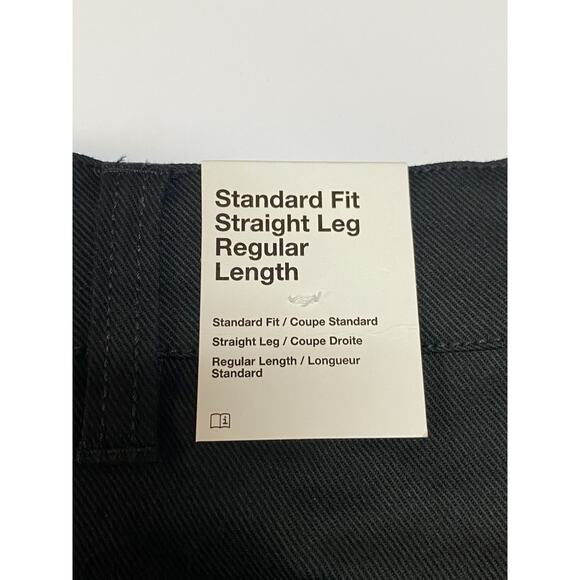 Standard Fit
Straight Leg
Regular
Length
Standard Fit / Coupe Standard
Straight Leg / Coupe Droite
Regular Length / Longueur
Standard